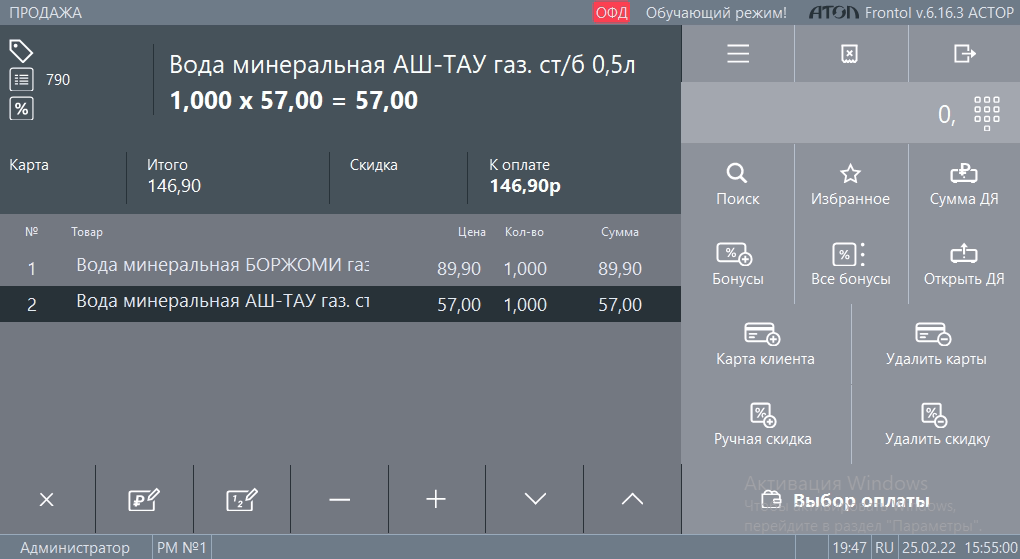 ПРОДАЖА ОФД Обучающий режим! ATOП Frontol v.6.16.3 АСТОР
790
Вода минеральная АШ-ТАУ газ. ст/б 0,5л
1,000 x 57,00 = 57,00
Карта Итого Скидка К оплате
146,90 146,90р
№ Товар Цена Кол-во Сумма
1 Вода минеральная БОРЖОМИ газ 89,90 1,000 89,90
2 Вода минеральная АШ-ТАУ газ. ст 57,00 1,000 57,00
0,
Поиск Избранное Сумма ДЯ
Бонусы Все бонусы Открыть ДЯ
Карта клиента Удалить карты
Ручная скидка Удалить скидку
Активация Windows
Выбор оплаты
перейдите в раздел "Параметры".
Администратор РМ №1 19:47 RU 25.02.22 15:55:00